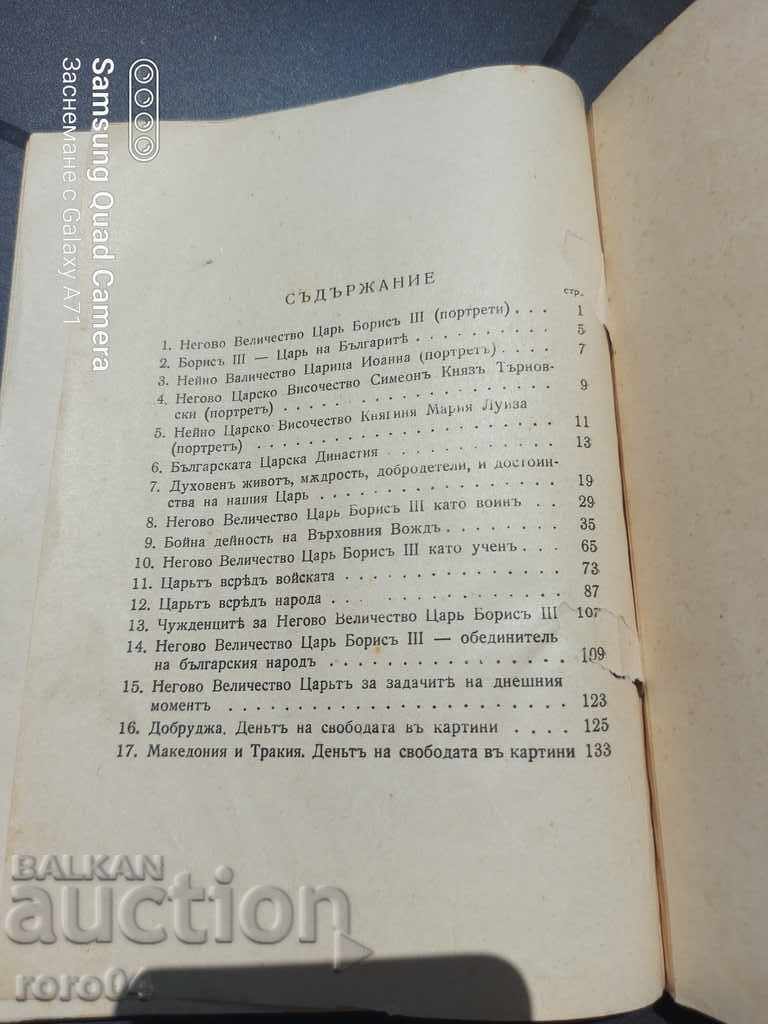 СЪДЪРЖАНИЕ
стр.
1. Негово Величество Царь Борисъ III (портрети) . . . 1
2. Борисъ III — Царь на Българитѣ . . . . . . . . 5
3. Нейно Валичество Царица Иоанна (портретъ) . . . . 7
4. Негово Царско Височество Симеонъ Князъ Търнов-
ски (портретъ) . . . . . . . . . . . . . . . . 9
5. Нейно Царско Височество Княгиня Мария Луиза
(портретъ) . . . . . . . . . . . . . . . . . . 11
6. Българската Царска Династия . . . . . . . . . . 13
7. Духовенъ животъ, мѫдрость, добродетели, и достоин-
ства на нашия Царь . . . . . . . . . . . . . . 19
8. Негово Величество Царь Борисъ III като воинъ . . 29
9. Бойна дейность на Върховния Вождъ . . . . . . . 35
10. Негово Величество Царь Борисъ III като ученъ . . . 65
11. Царьтъ всрѣдъ войската . . . . . . . . . . . . 73
12. Царьтъ всрѣдъ народа . . . . . . . . . . . . . 87
13. Чужденцитѣ за Негово Величество Царь Борисъ III 107
14. Негово Величество Царь Борисъ III — обединитель
на българския народъ . . . . . . . . . . . . . 109
15. Негово Величество Царьтъ за задачитѣ на днешния
моментъ . . . . . . . . . . . . . . . . . . . 123
16. Добруджа. Деньтъ на свободата въ картини . . . . 125
17. Македония и Тракия. Деньтъ на свободата въ картини 133
Samsung Quad Camera
Заснемане с Galaxy A71
BALKAN
auction
roro04